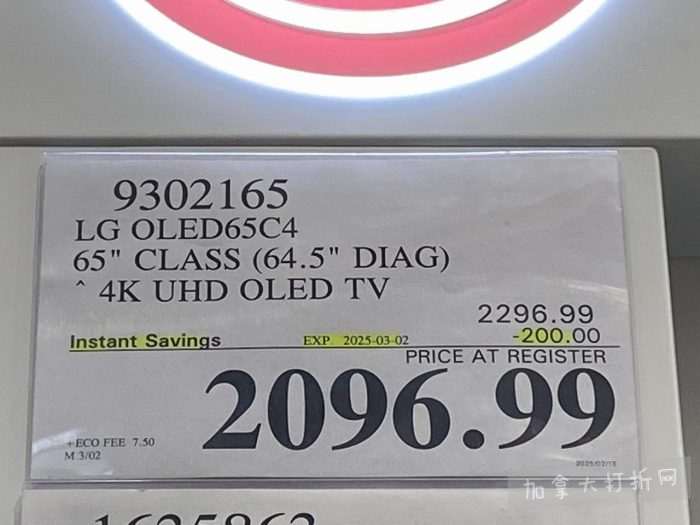 9302165
LG OLED65C4
65" CLASS (64.5" DIAG)
^ 4K UHD OLED TV
2296.99
Instant Savings EXP 2025-03-02 -200.00
PRICE AT REGISTER
2096.99
+ECO FEE 7.50
M 3/02
加拿大打折网